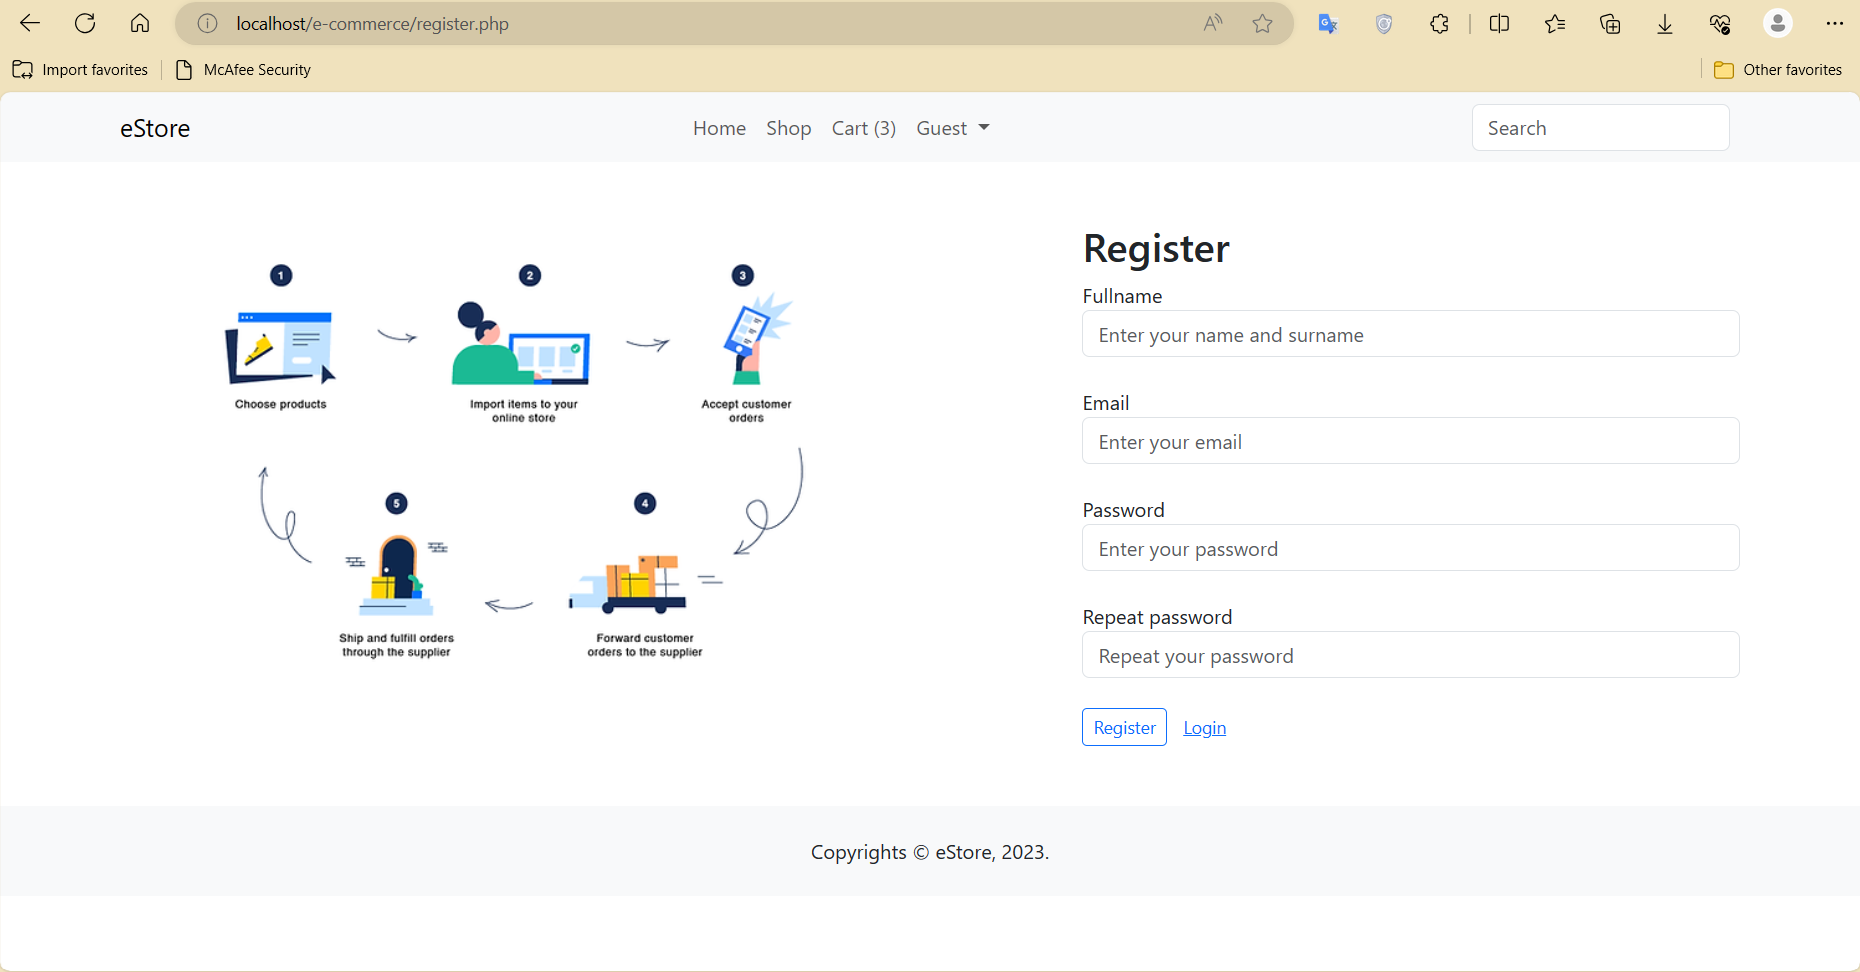 localhost/e-commerce/register.php
Import favorites
McAfee Security
Other favorites
eStore
Home
Shop
Cart (3)
Guest
Search
1
Choose products
2
Import items to your
online store
3
Accept customer
orders
4
Forward customer
orders to the supplier
5
Ship and fulfill orders
through the supplier
Register
Fullname
Enter your name and surname
Email
Enter your email
Password
Enter your password
Repeat password
Repeat your password
Register
Login
Copyrights © eStore, 2023.